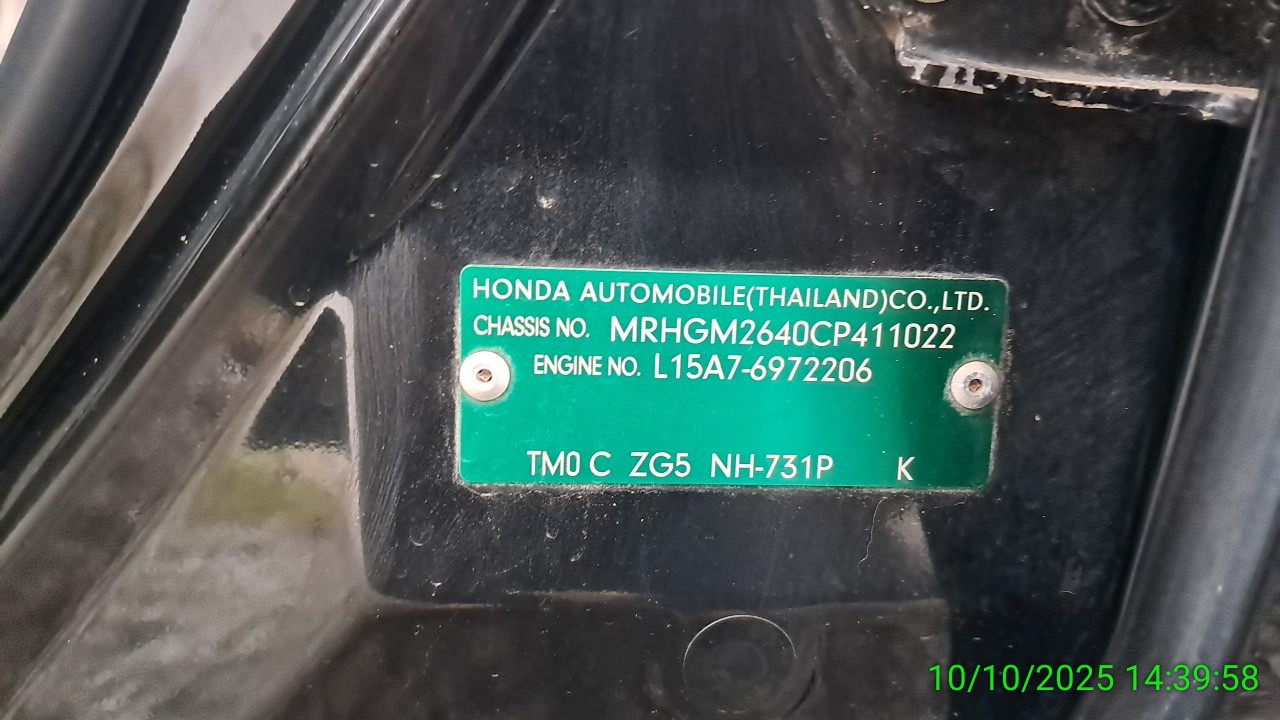 HONDA AUTOMOBILE(THAILAND)CO.,LTD.
CHASSIS NO. MRHGM2640CP411022
ENGINE NO. L15A7-6972206
TM0 C ZG5 NH-731P K
10/10/2025 14:39:58